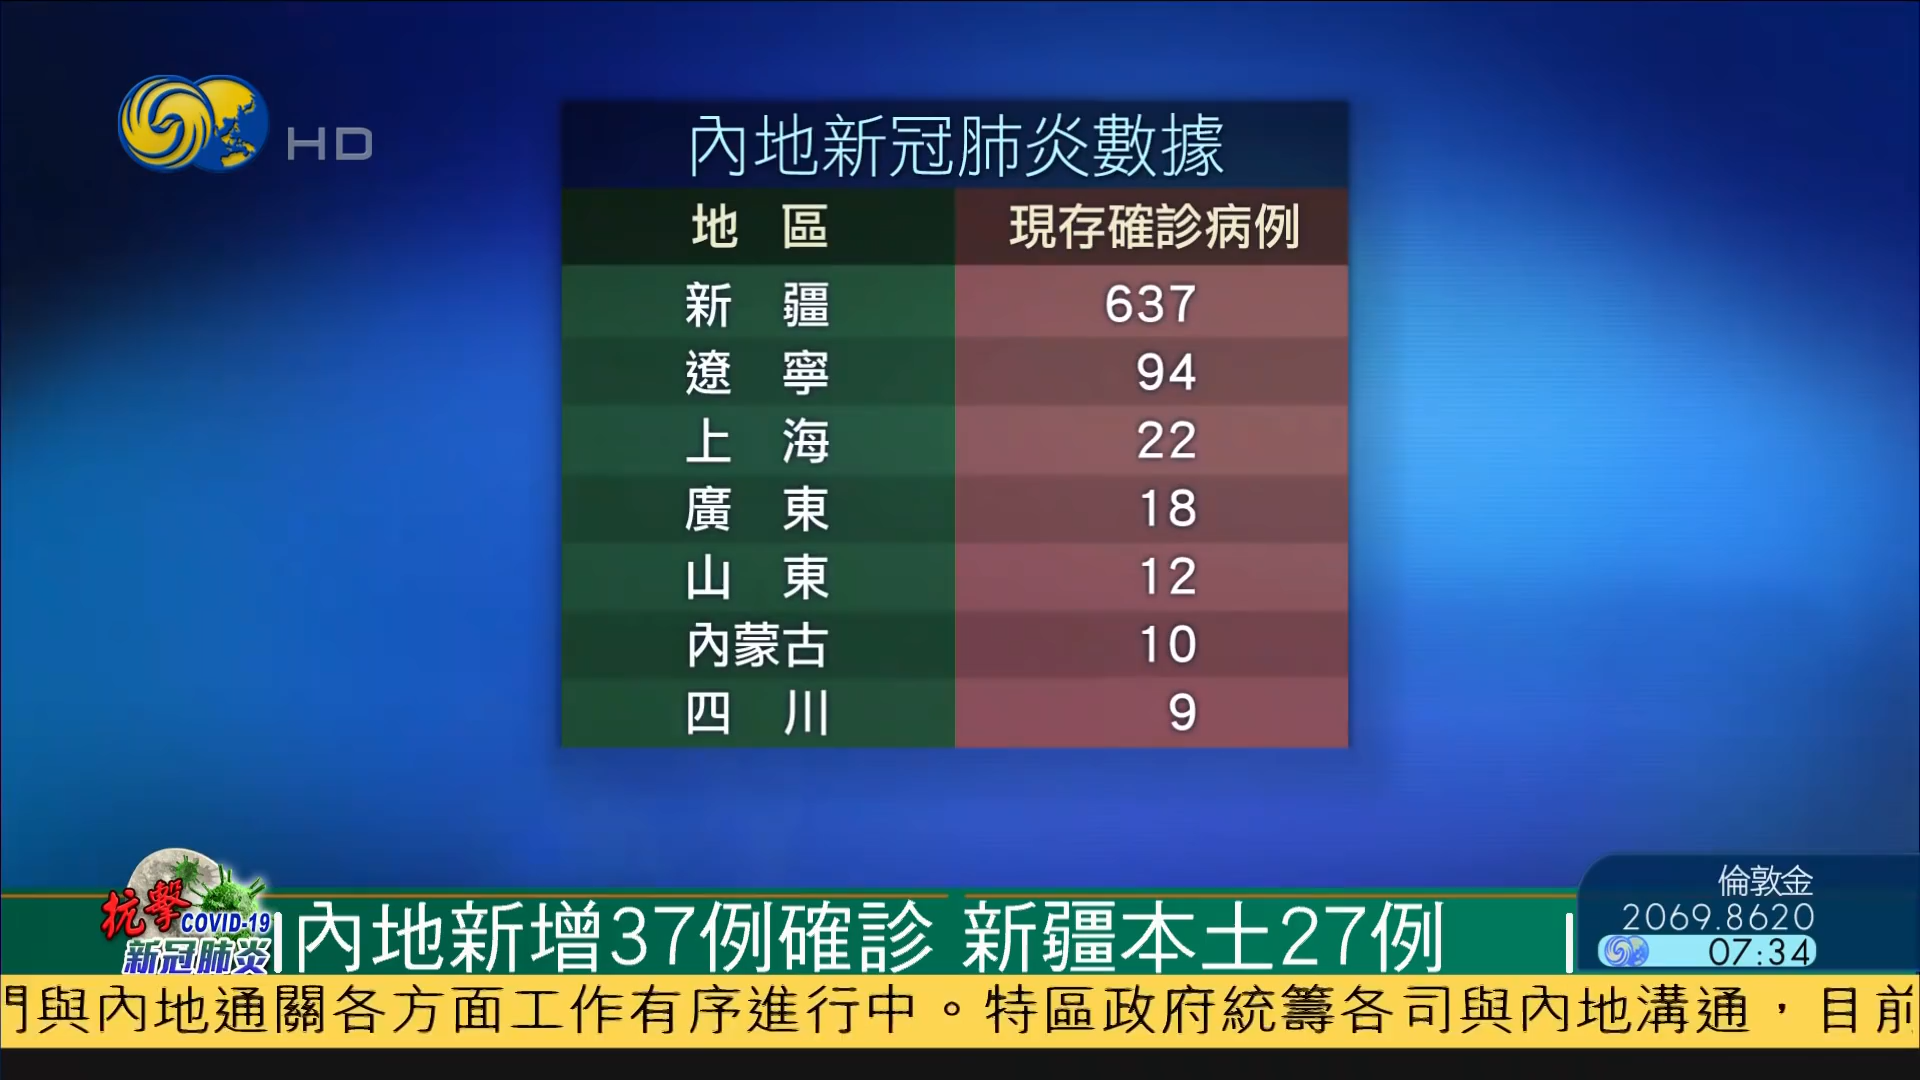 HD
內地新冠肺炎數據
地 區 現存確診病例
新 疆 637
遼 寧 94
上 海 22
廣 東 18
山 東 12
內蒙古 10
四 川 9
抗擊
COVID-19
新冠肺炎
內地新增37例確診 新疆本土27例
倫敦金
2069.8620
07:34
門與內地通關各方面工作有序進行中。特區政府統籌各司與內地溝通，目前